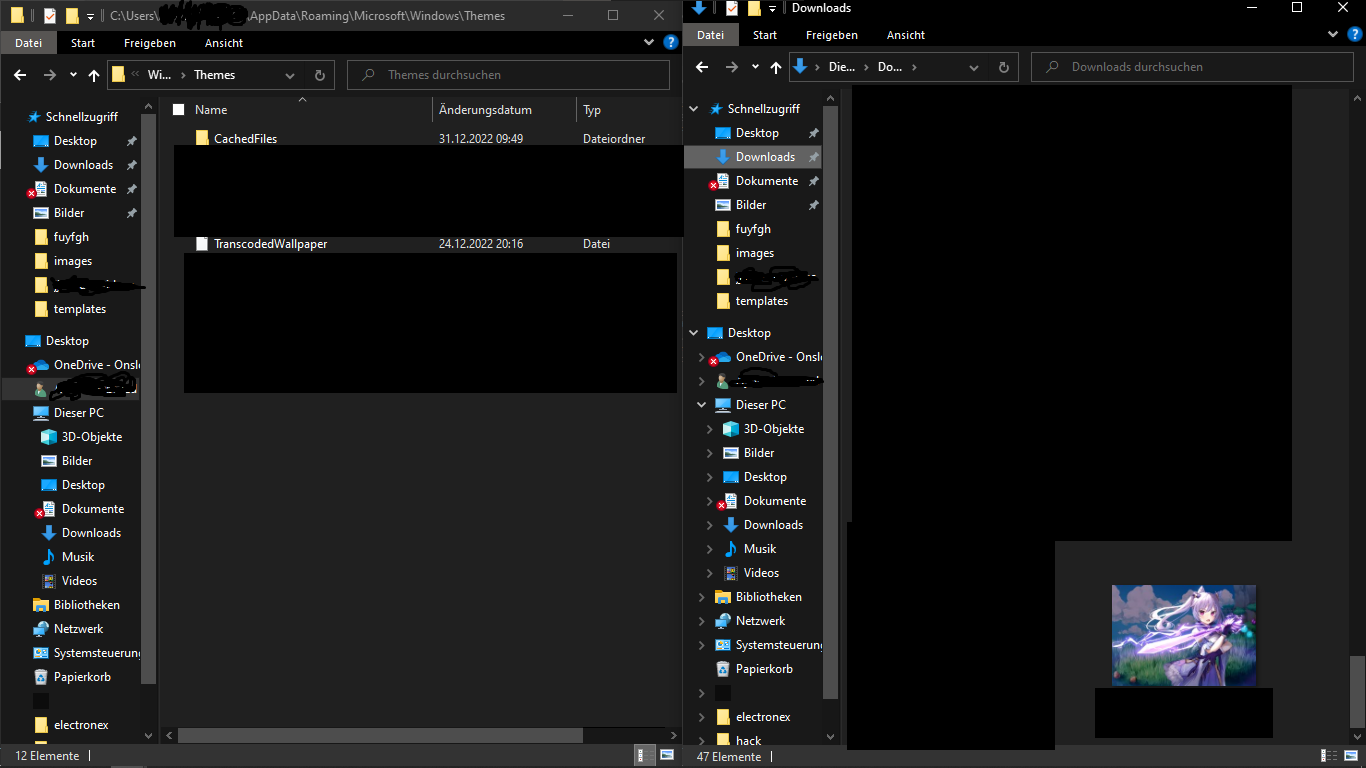 C:\Users\
\AppData\Roaming\Microsoft\Windows\Themes
Datei Start Freigeben Ansicht
Wi... Themes
Themes durchsuchen
Name Änderungsdatum Typ
CachedFiles 31.12.2022 09:49 Dateiordner
TranscodedWallpaper 24.12.2022 20:16 Datei
Schnellzugriff
Desktop
Downloads
Dokumente
Bilder
fuyfgh
images
templates
Desktop
OneDrive - Onsl
Dieser PC
3D-Objekte
Bilder
Desktop
Dokumente
Downloads
Musik
Videos
Bibliotheken
Netzwerk
Systemsteuerung
Papierkorb
electronex
12 Elemente
Downloads
Datei Start Freigeben Ansicht
Die... Do...
Downloads durchsuchen
Schnellzugriff
Desktop
Downloads
Dokumente
Bilder
fuyfgh
images
templates
Desktop
OneDrive - Onsl
Dieser PC
3D-Objekte
Bilder
Desktop
Dokumente
Downloads
Musik
Videos
Bibliotheken
Netzwerk
Systemsteuerung
Papierkorb
electronex
hack
47 Elemente